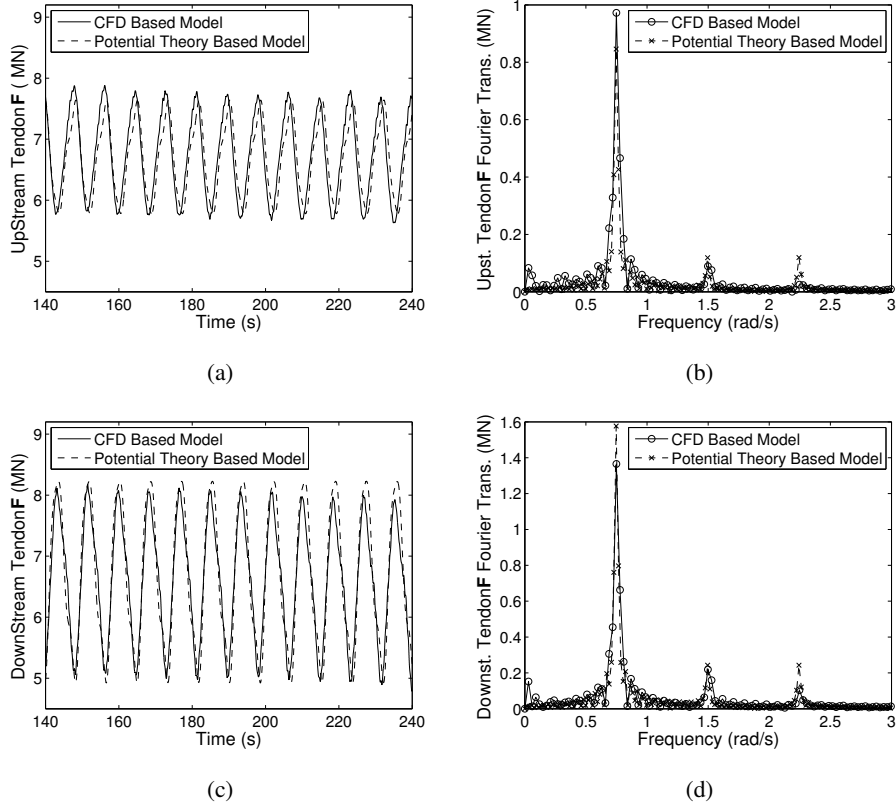 9
8
7
6
5
140 160 180 200 220 240
Time (s)
UpStream TendonF ( MN)
CFD Based Model
Potential Theory Based Model
(a)
1
0.8
0.6
0.4
0.2
0
0 0.5 1 1.5 2 2.5 3
Frequency (rad/s)
Upst. TendonF Fourier Trans. (MN)
CFD Based Model
Potential Theory Based Model
(b)
9
8
7
6
5
140 160 180 200 220 240
Time (s)
DownStream TendonF (MN)
CFD Based Model
Potential Theory Based Model
(c)
1.6
1.4
1.2
1
0.8
0.6
0.4
0.2
0
0 0.5 1 1.5 2 2.5 3
Frequency (rad/s)
Downst. TendonF Fourier Trans. (MN)
CFD Based Model
Potential Theory Based Model
(d)